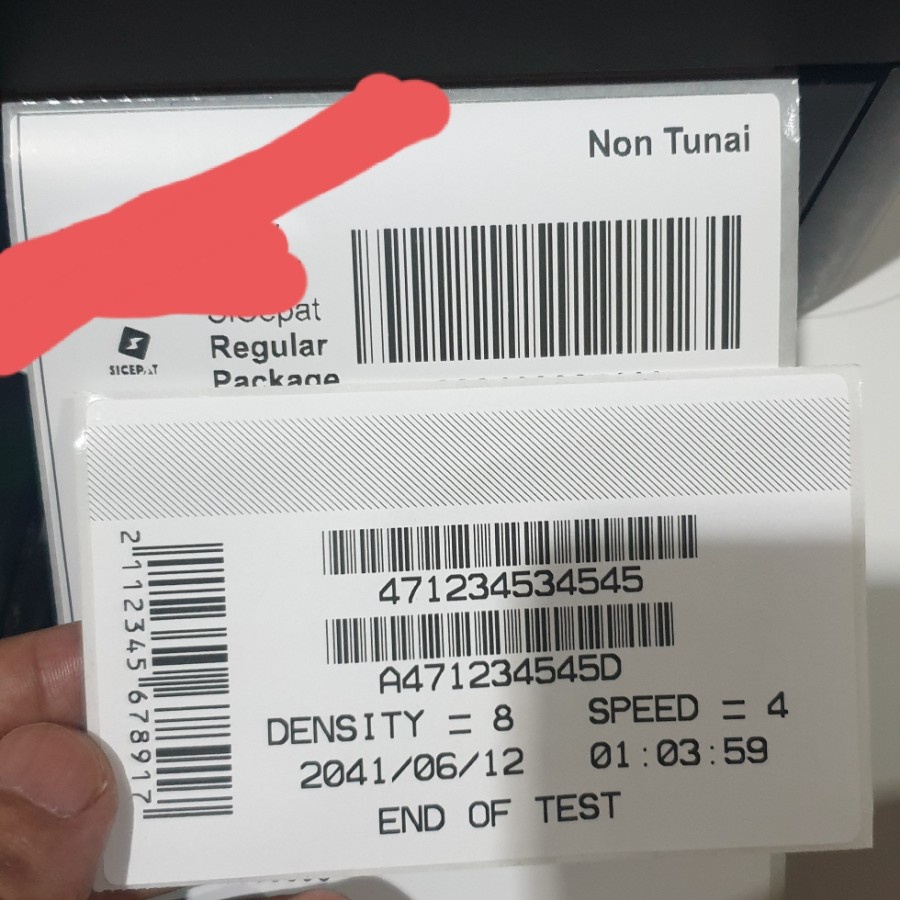 Non Tunai
SiCepat
Regular
Package
SICEPAT
471234534545
A471234545D
DENSITY = 8 SPEED = 4
2041/06/12 01:03:59
END OF TEST
2112345678917